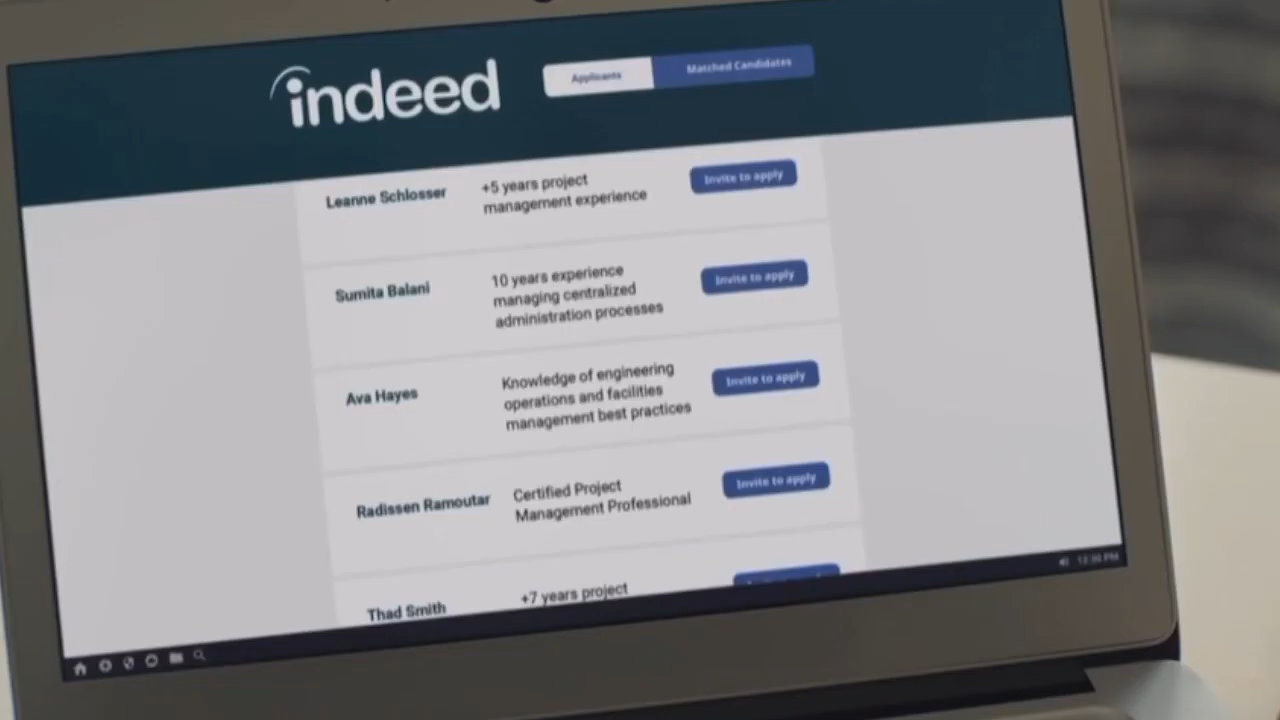 indeed
Applicants
Matched Candidates
Leanne Schlosser
+5 years project
management experience
Invite to apply
Sumita Balani
10 years experience
managing centralized
administration processes
Invite to apply
Ava Hayes
Knowledge of engineering
operations and facilities
management best practices
Invite to apply
Radissen Ramoutar
Certified Project
Management Professional
Invite to apply
Thad Smith
+7 years project